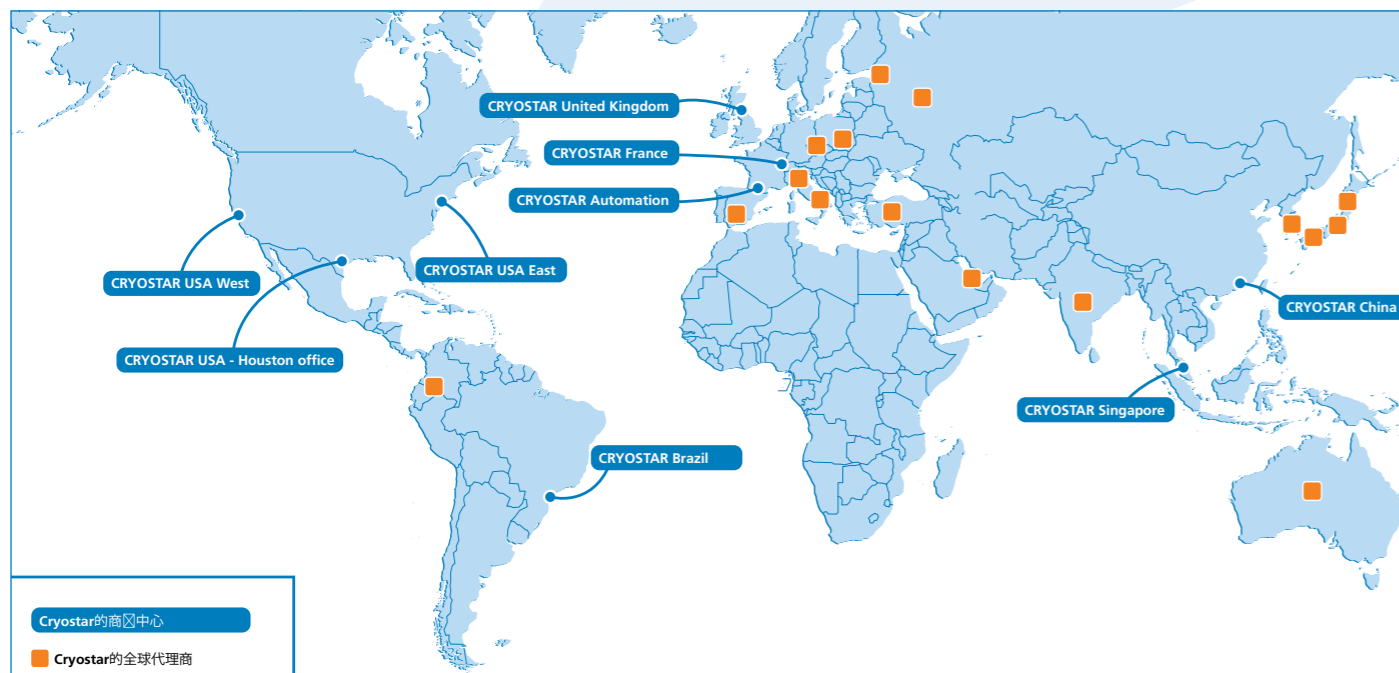 CRYOSTAR United Kingdom
CRYOSTAR France
CRYOSTAR Automation
CRYOSTAR USA West
CRYOSTAR USA East
CRYOSTAR China
CRYOSTAR USA - Houston office
CRYOSTAR Singapore
CRYOSTAR Brazil
Cryostar的商中心
Cryostar的全球代理商